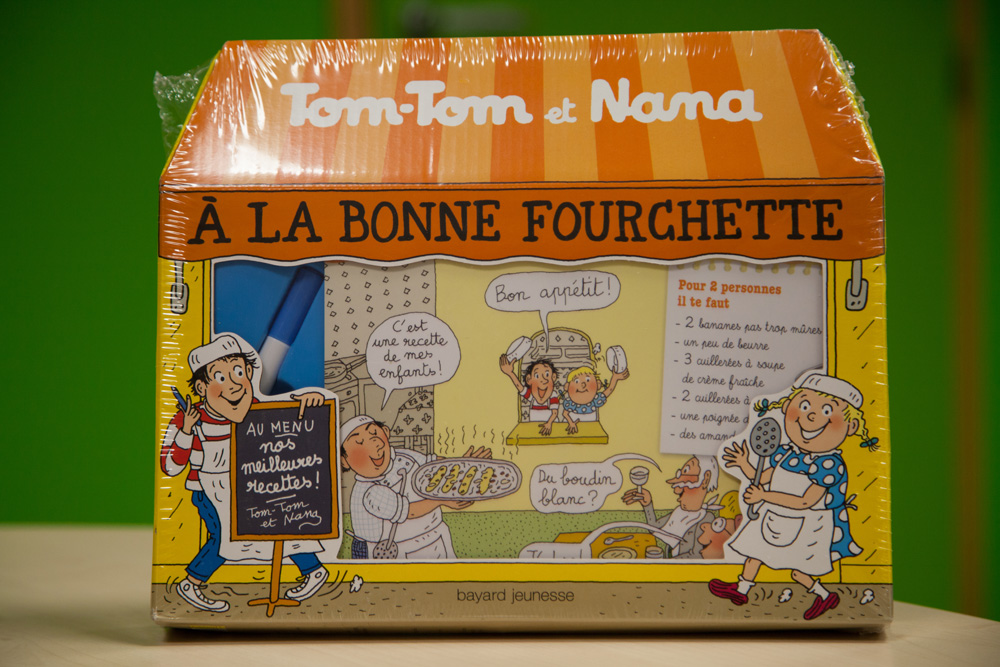 Tom-Tom et Nana
À LA BONNE FOURCHETTE
Bon appétit!
C'est
une recette
de mes
enfants!
Pour 2 personnes
il te faut
- 2 bananes pas trop mûres
- un peu de beurre
- 3 cuillerées à soupe
de crème fraîche
- 2 cuillerées à
- une poignée
- des
AU MENU
nos
meilleures
recettes!
Tom-Tom
et Nana
Du boudin
blanc?
bayard jeunesse